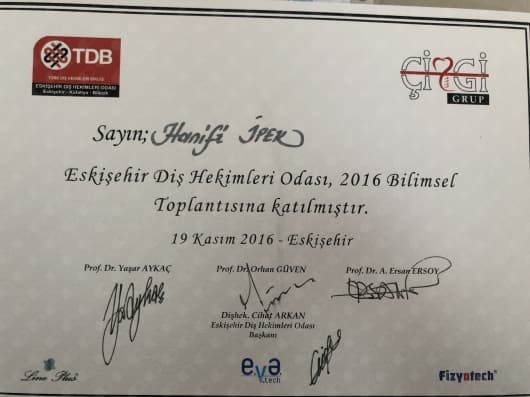 TDB
TÜRK DİŞ HEKİMLERİ BİRLİĞİ
ESKİŞEHİR DİŞ HEKİMLERİ ODASI
Eskişehir - Kütahya - Bilecik
ÇİZGİ
GRUP
Sayın; Hanifi İPEK
Eskişehir Diş Hekimleri Odası, 2016 Bilimsel
Toplantısına katılmıştır.
19 Kasım 2016 - Eskişehir
Prof. Dr. Yaşar AYKAÇ
Prof. Dr. Orhan GÜVEN
Prof. Dr. A. Ersan ERSOY
Dişhek. Cihat ARKAN
Eskişehir Diş Hekimleri Odası
Başkanı
Line Plus
e.v.a.
tech
Fizyotech